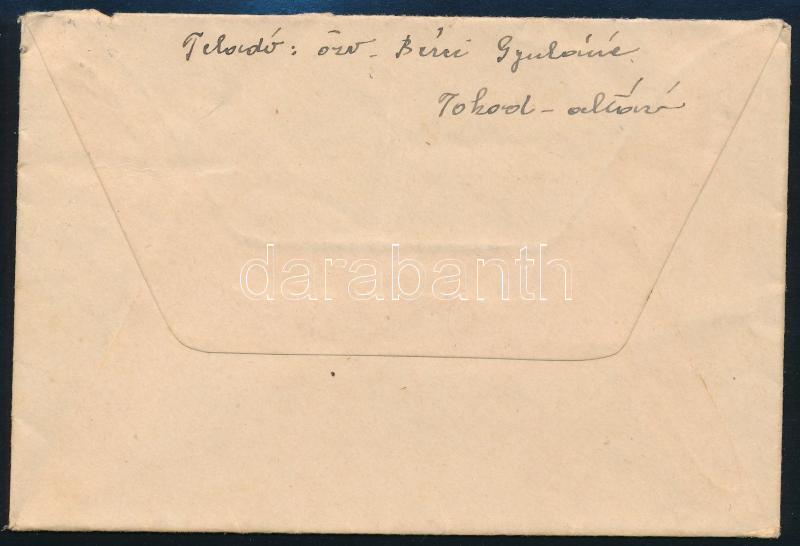 Feladó: özv. Bérci Gyuláné
Tokod - altáró
darabanth